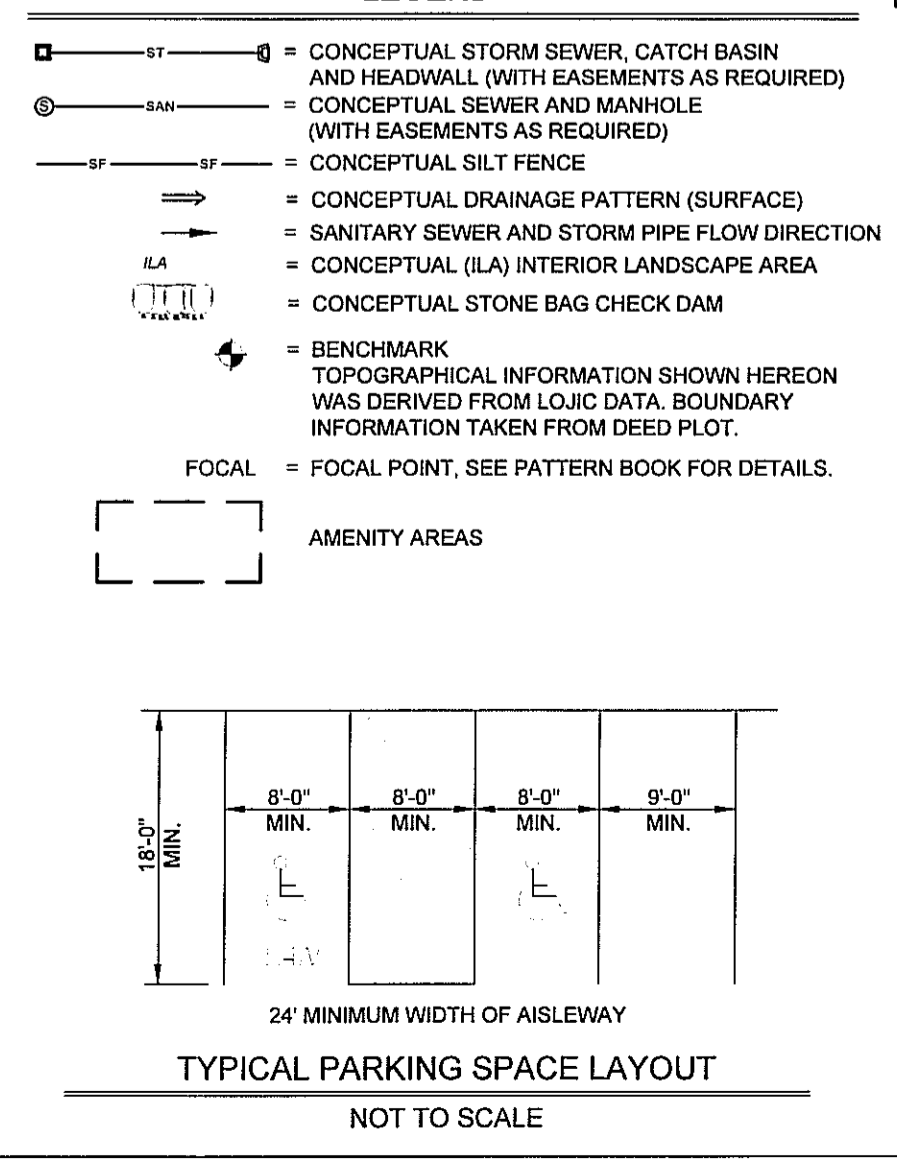 ST = CONCEPTUAL STORM SEWER, CATCH BASIN
AND HEADWALL (WITH EASEMENTS AS REQUIRED)
S SAN = CONCEPTUAL SEWER AND MANHOLE
(WITH EASEMENTS AS REQUIRED)
SF SF = CONCEPTUAL SILT FENCE
= CONCEPTUAL DRAINAGE PATTERN (SURFACE)
= SANITARY SEWER AND STORM PIPE FLOW DIRECTION
ILA = CONCEPTUAL (ILA) INTERIOR LANDSCAPE AREA
= CONCEPTUAL STONE BAG CHECK DAM
= BENCHMARK
TOPOGRAPHICAL INFORMATION SHOWN HEREON
WAS DERIVED FROM LOJIC DATA. BOUNDARY
INFORMATION TAKEN FROM DEED PLOT.
FOCAL = FOCAL POINT, SEE PATTERN BOOK FOR DETAILS.
AMENITY AREAS
8'-0" 8'-0" 8'-0" 9'-0"
MIN. MIN. MIN. MIN.
18'-0"
MIN.
24' MINIMUM WIDTH OF AISLEWAY
TYPICAL PARKING SPACE LAYOUT
NOT TO SCALE